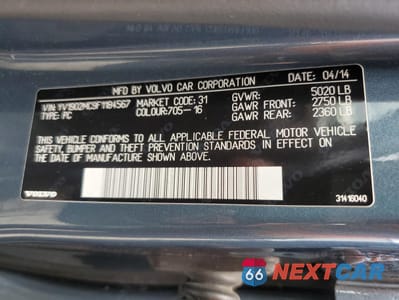 MFD. BY VOLVO CAR CORPORATION DATE: 04/14
VIN: YV1902MC9F1184567 MARKET CODE: 31 GVWR: 5020 LB
TYPE: FC COLOUR: 705-16 GAWR FRONT: 2750 LB
GAWR REAR: 2360 LB
THIS VEHICLE CONFORMS TO ALL APPLICABLE FEDERAL MOTOR VEHICLE
SAFETY, BUMPER, AND THEFT PREVENTION STANDARDS IN EFFECT ON
THE DATE OF MANUFACTURE SHOWN ABOVE.
31416040
66 NEXTCAR